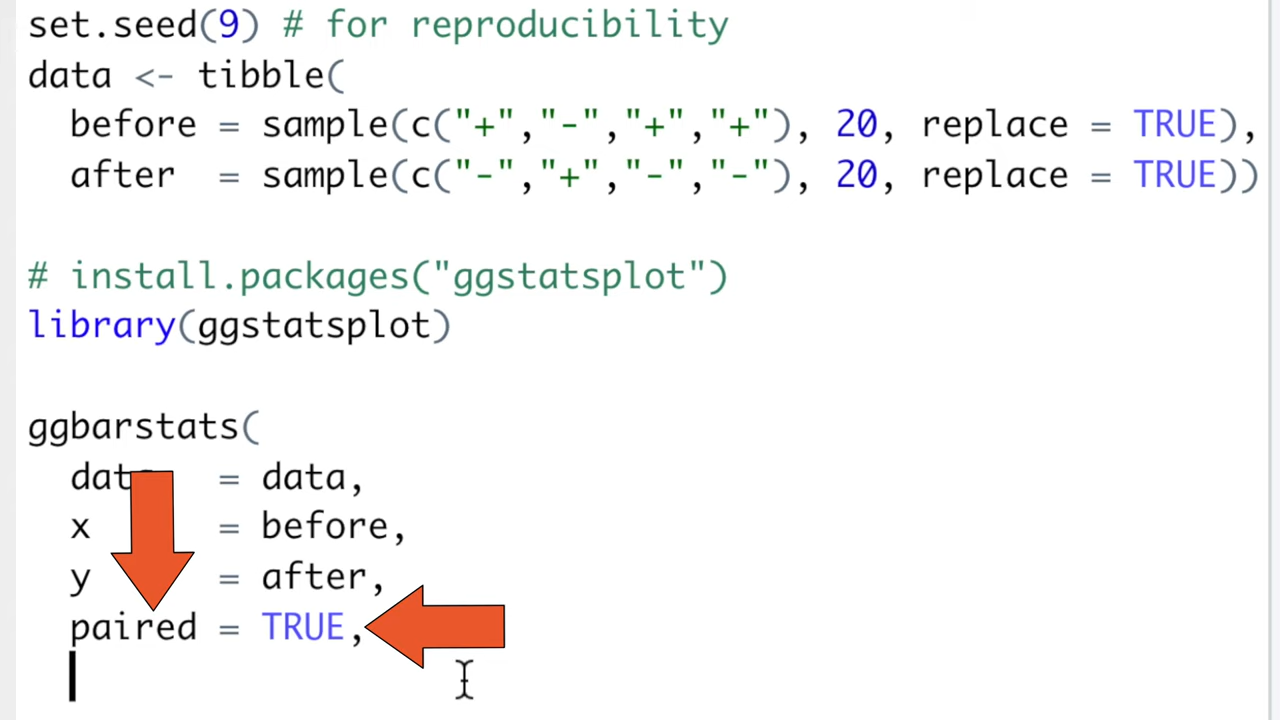 set.seed(9) # for reproducibility
data <- tibble(
  before = sample(c("+","-","+","+"), 20, replace = TRUE),
  after  = sample(c("-","+","-","-"), 20, replace = TRUE))
# install.packages("ggstatsplot")
library(ggstatsplot)
ggbarstats(
  data   = data,
  x      = before,
  y      = after,
  paired = TRUE,